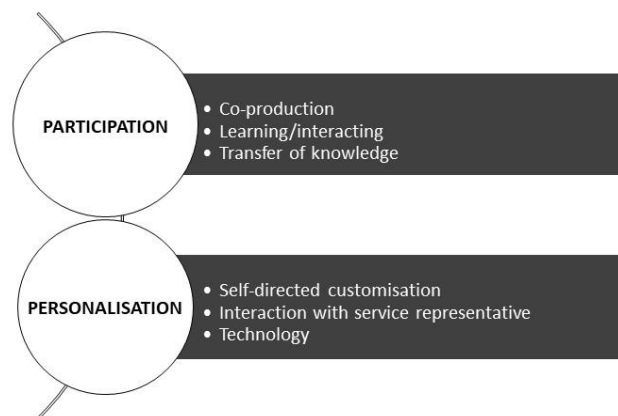 PARTICIPATION
• Co-production
• Learning/interacting
• Transfer of knowledge
PERSONALISATION
• Self-directed customisation
• Interaction with service representative
• Technology